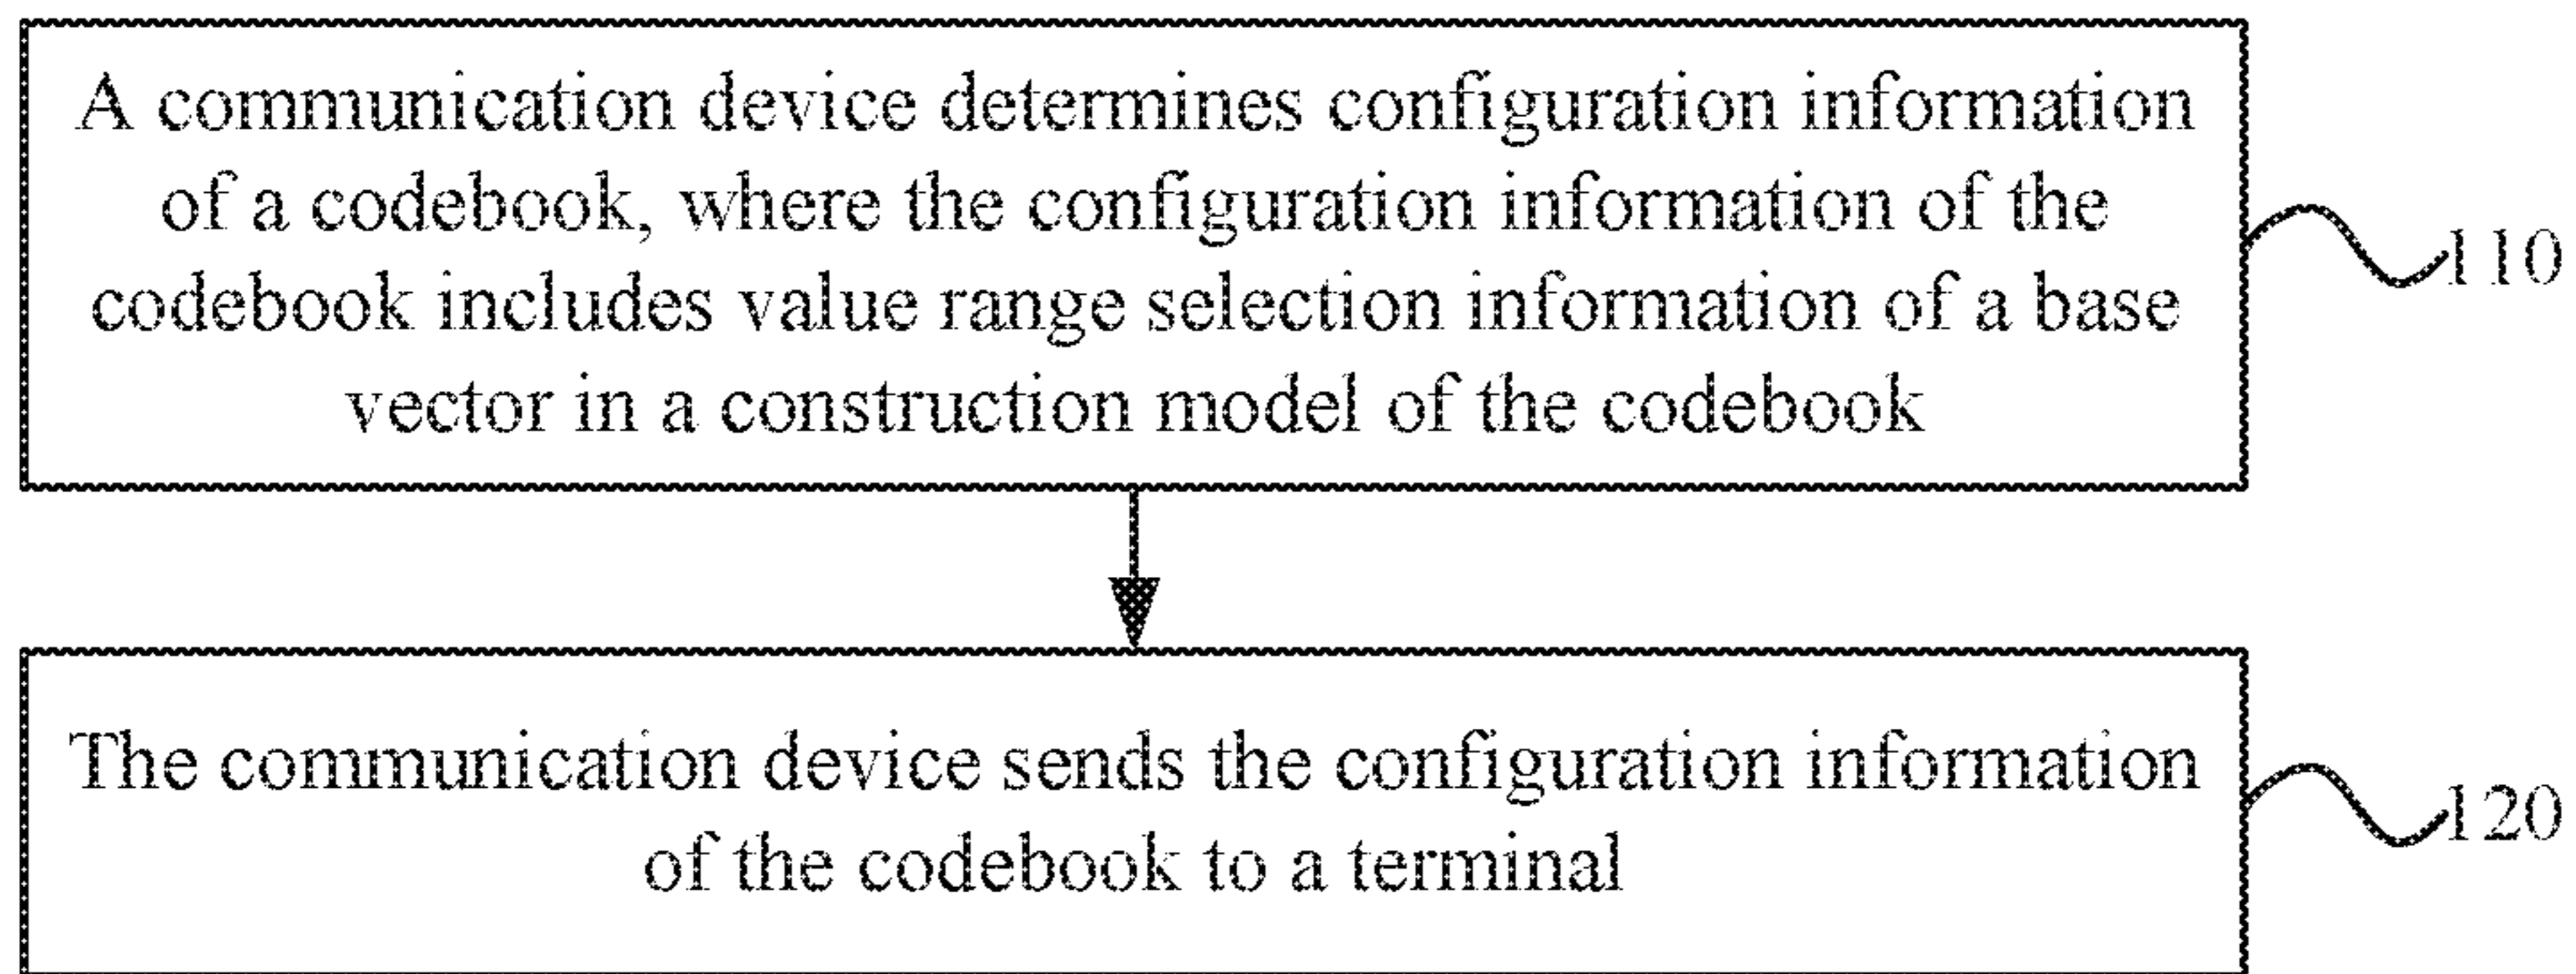 A communication device determines configuration information
of a codebook, where the configuration information of the
codebook includes value range selection information of a base
vector in a construction model of the codebook
110
The communication device sends the configuration information
of the codebook to a terminal
120